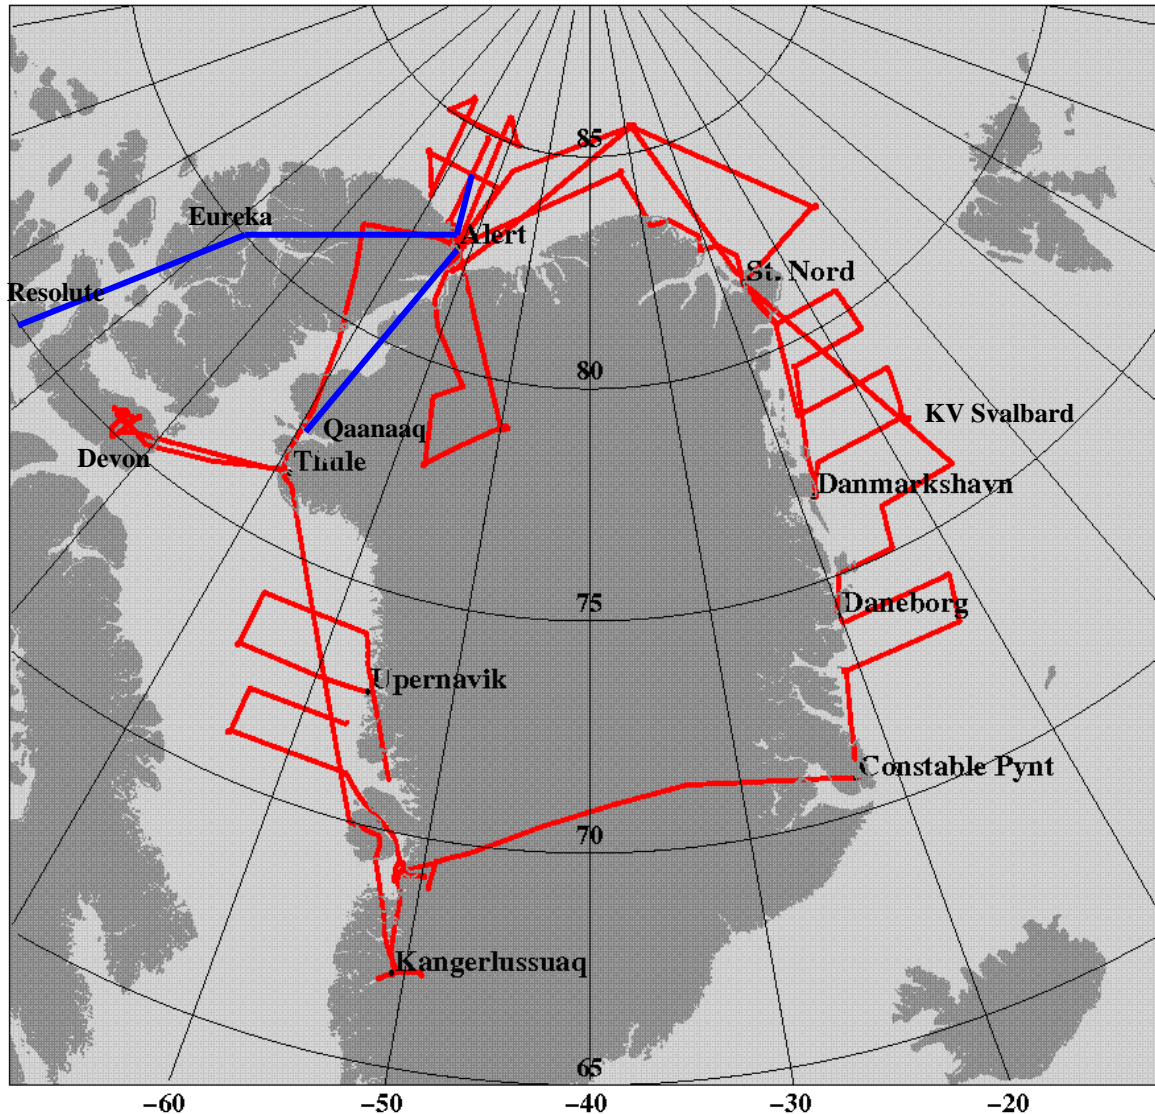 85
Eureka
Alert
St. Nord
Resolute
80
KV Svalbard
Qaanaaq
Devon
Thule
Danmarkshavn
75
Daneborg
Upernavik
Constable Pynt
70
Kangerlussuaq
65
−60
−50
−40
−30
−20